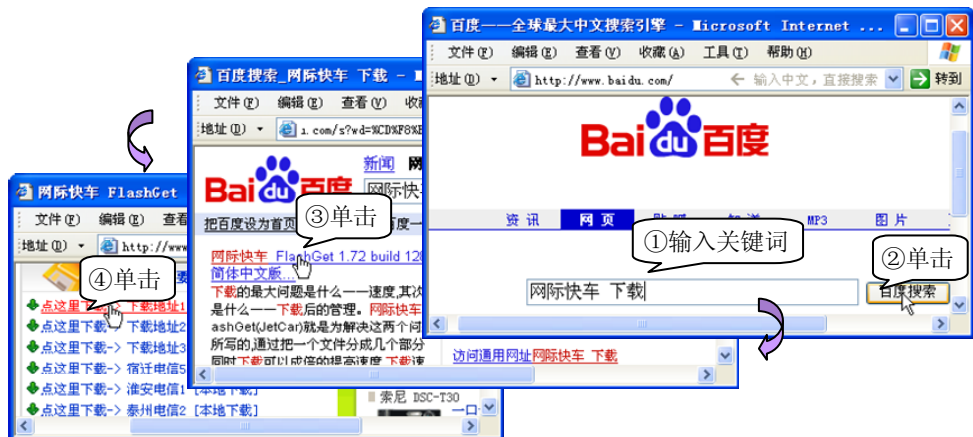 百度——全球最大中文搜索引擎 - Microsoft Internet ...
文件(F) 编辑(E) 查看(V) 收藏(A) 工具(T) 帮助(H)
地址(D) http://www.baidu.com/ 输入中文，直接搜索 转到
Bai du 百度
资 讯 网 页 MP3 图 片
①输入关键词
②单击
网际快车 下载
百度搜索
百度搜索_网际快车 下载 -
文件(F) 编辑(E) 查看(V)
地址(D) i.com/s?wd=%CD%F8%
新闻
Bai du 百度
网际快
把百度设为首页
③单击
网际快车 FlashGet 1.72 build 12
简体中文版...
下载的最大问题是什么——速度,其次
是什么——下载后的管理。网际快车
ashGet(JetCar)就是为解决这两个问
所写的,通过把一个文件分成几个部分
同时下载可以成倍的提高速度,下载速
访问通用网址网际快车 下载
网际快车 FlashGet
文件(F) 编辑(E) 查看
地址(D) http://www
④单击
要
点这里下载-> 下载地址1
点这里下载-> 下载地址2
点这里下载-> 下载地址3
点这里下载-> 宿迁电信5
点这里下载-> 淮安电信1 [本地下载]
点这里下载-> 泰州电信2 [本地下载]
索尼 DSC-T30
一口